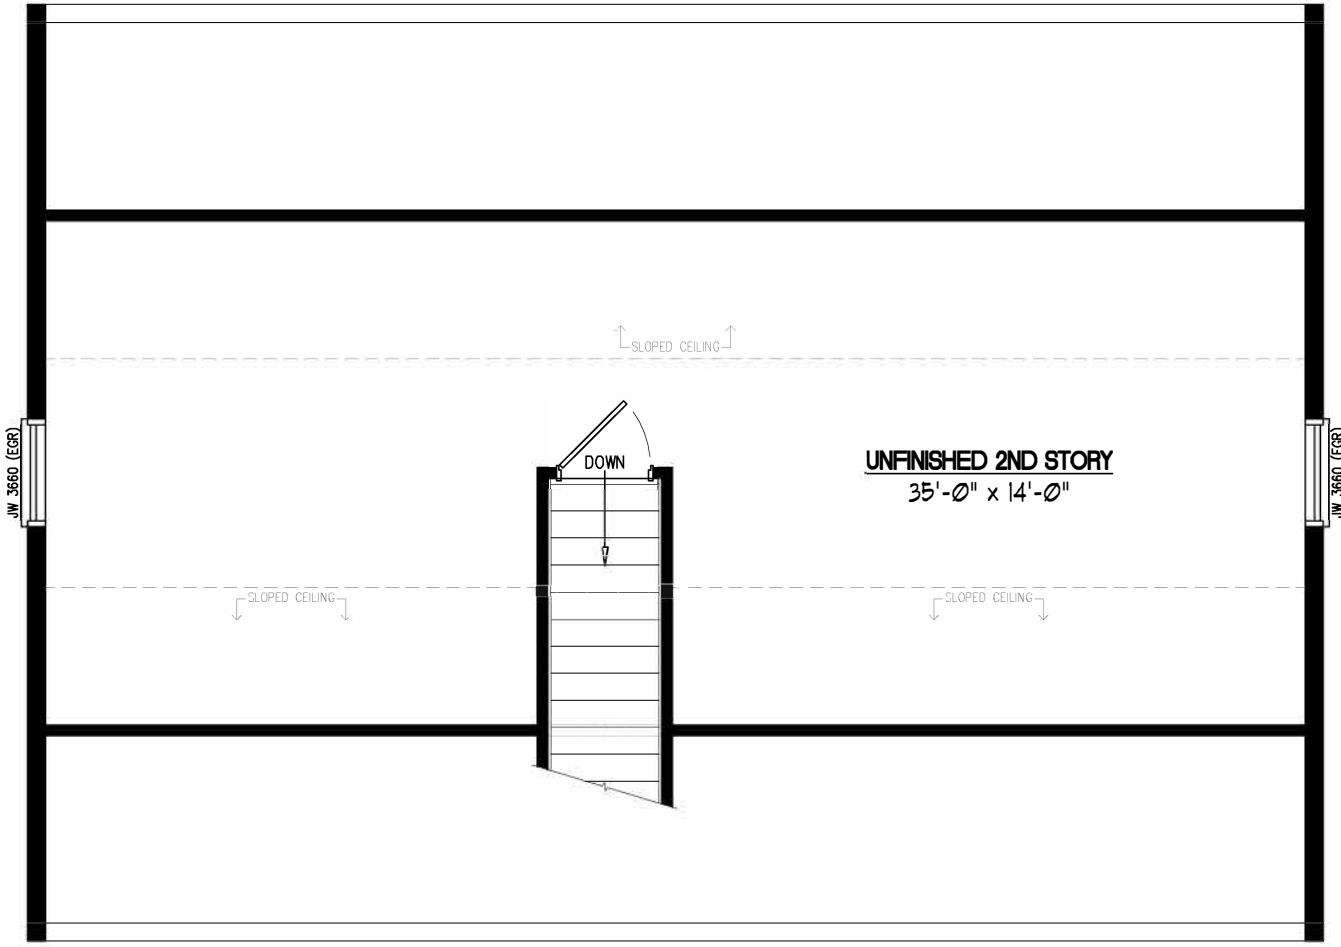 SLOPED CEILING
JW 3660 (EGR)
DOWN
UNFINISHED 2ND STORY
35'-0" x 14'-0"
JW 3660 (EGR)
SLOPED CEILING
SLOPED CEILING